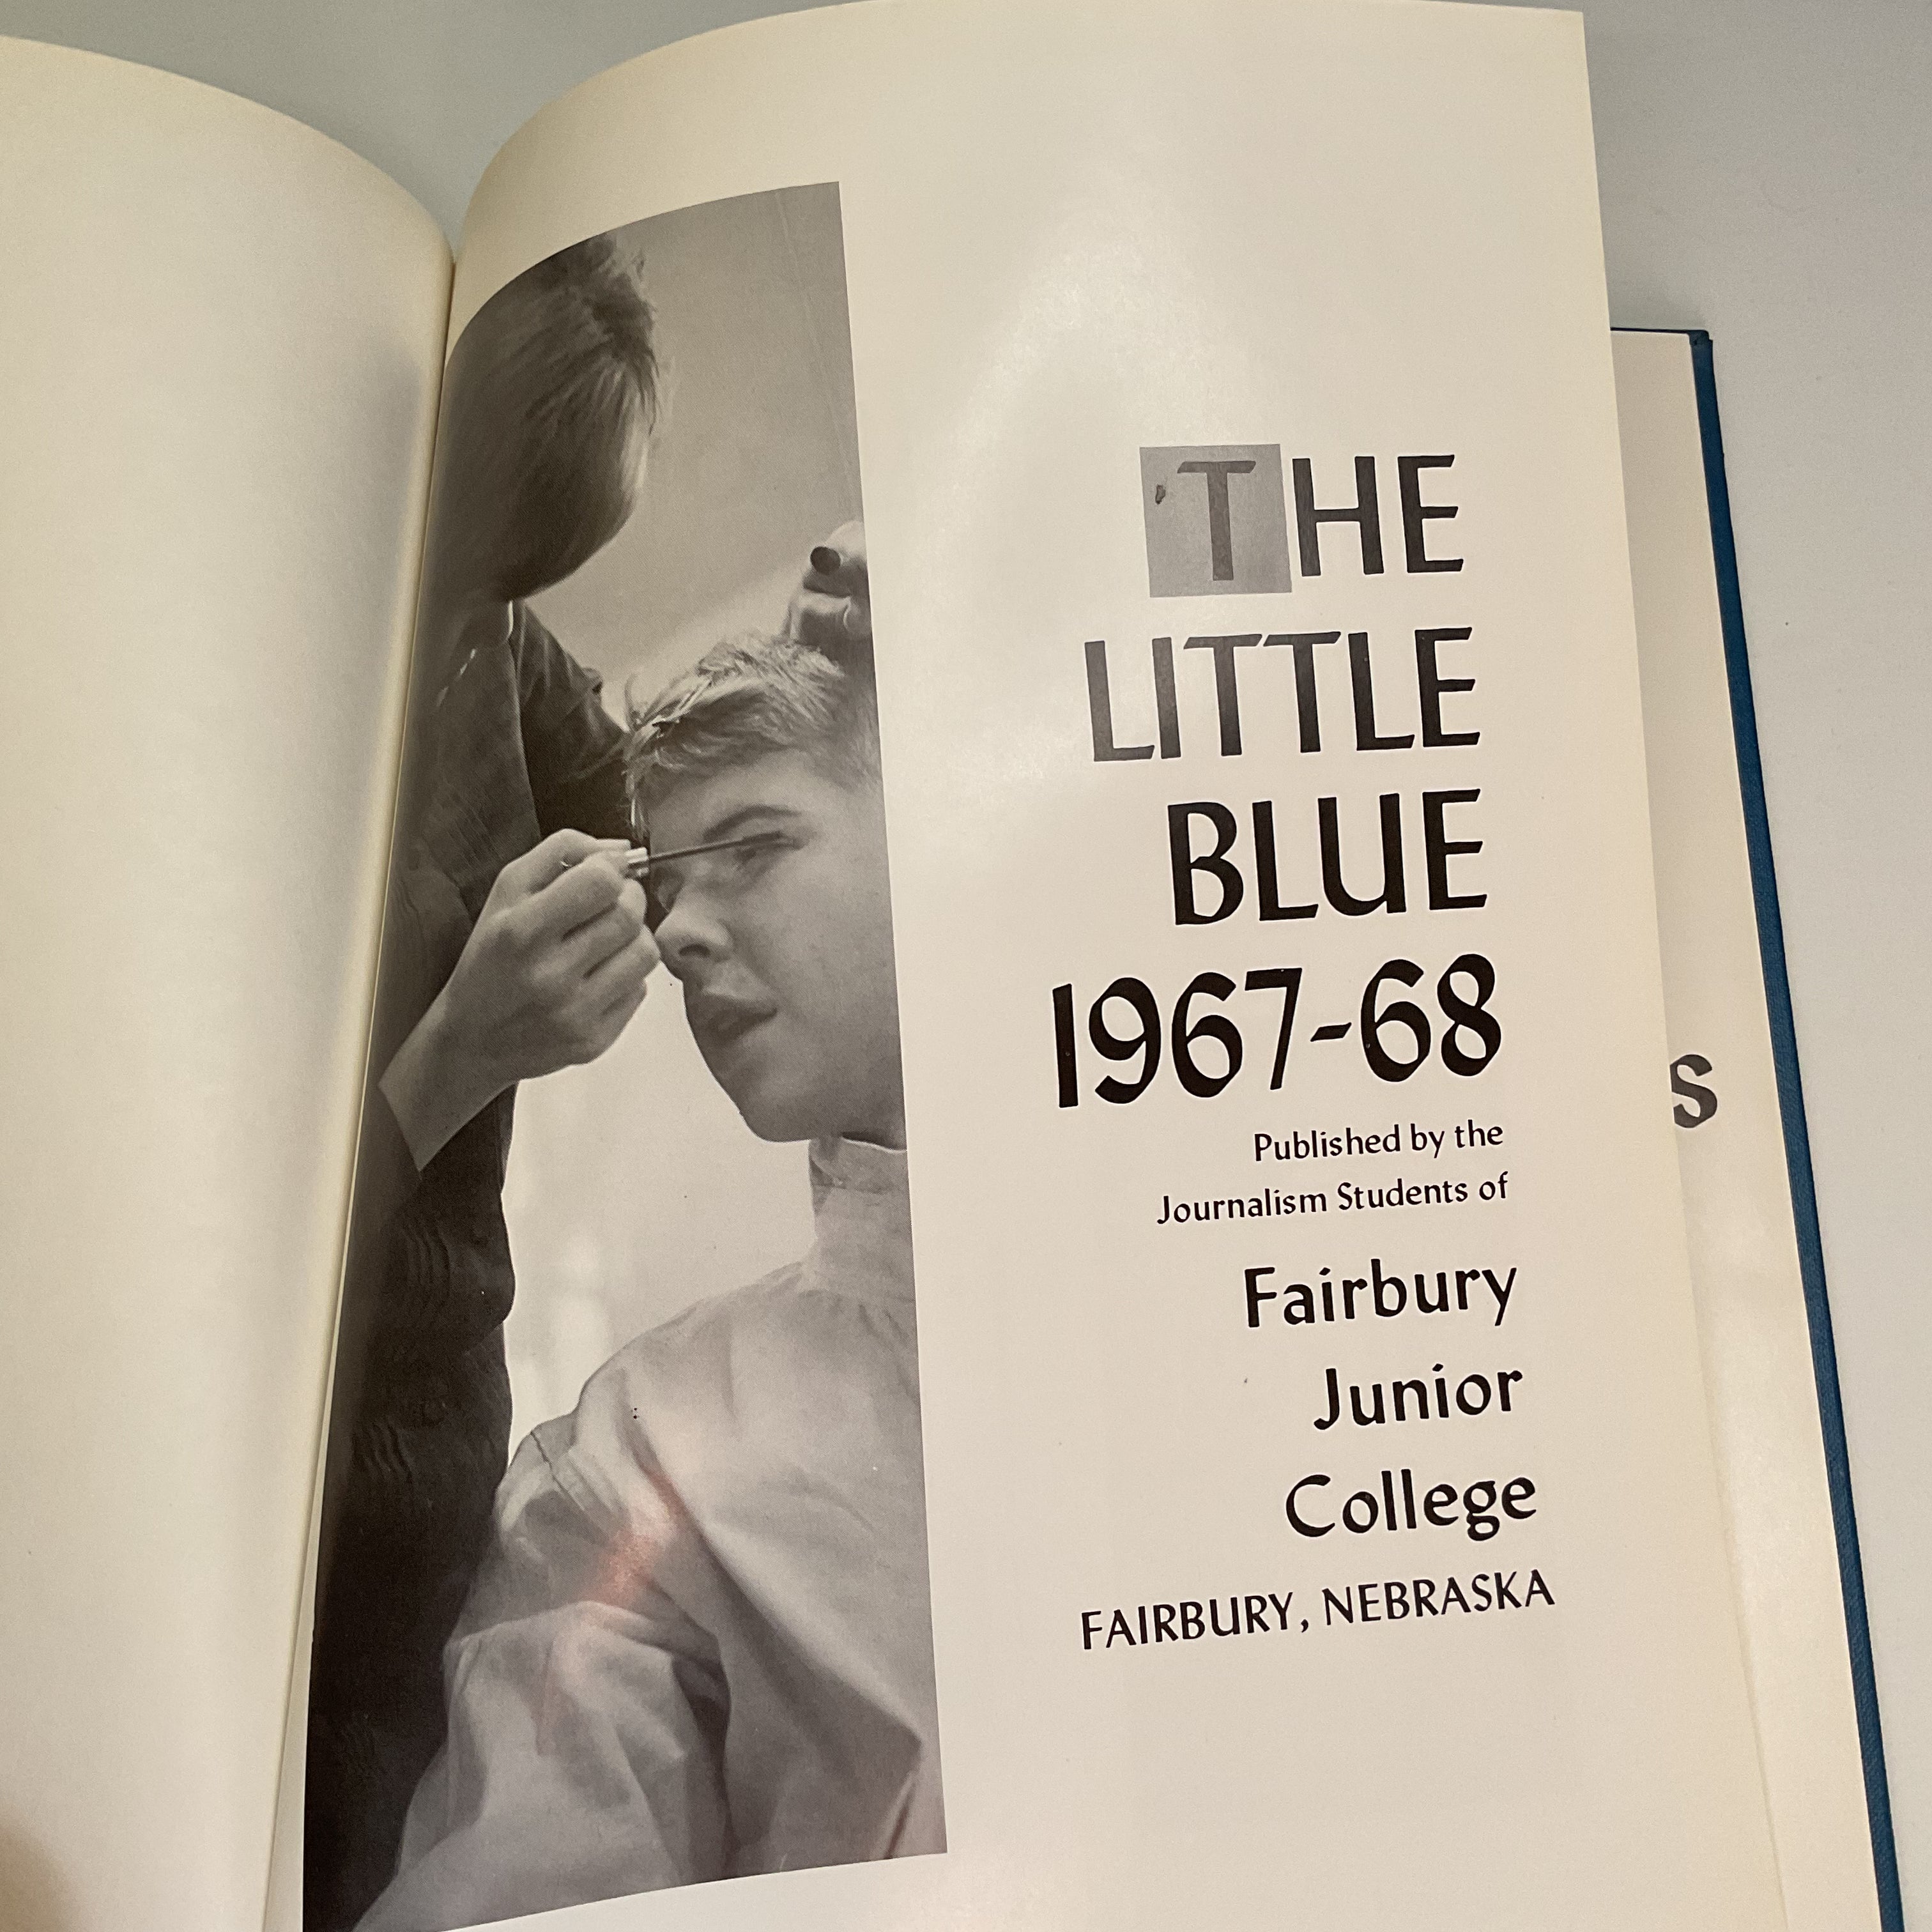 THE
LITTLE
BLUE
1967-68
Published by the
Journalism Students of
Fairbury
Junior
College
FAIRBURY, NEBRASKA
s